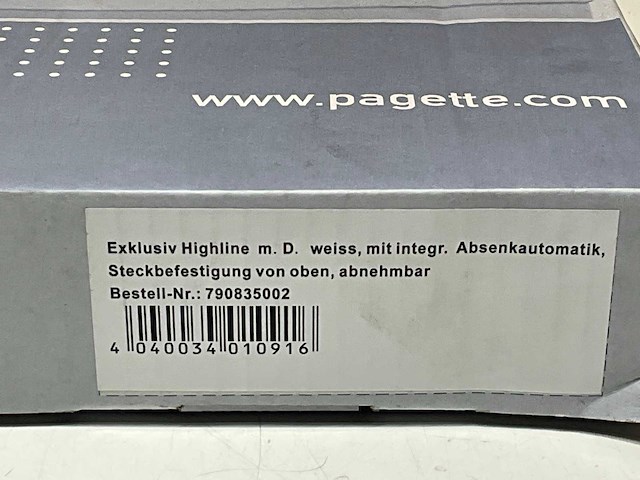 www.pagette.com
Exklusiv Highline m. D. weiss, mit integr. Absenkautomatik,
Steckbefestigung von oben, abnehmbar
Bestell-Nr.: 790835002
4 040034 010916